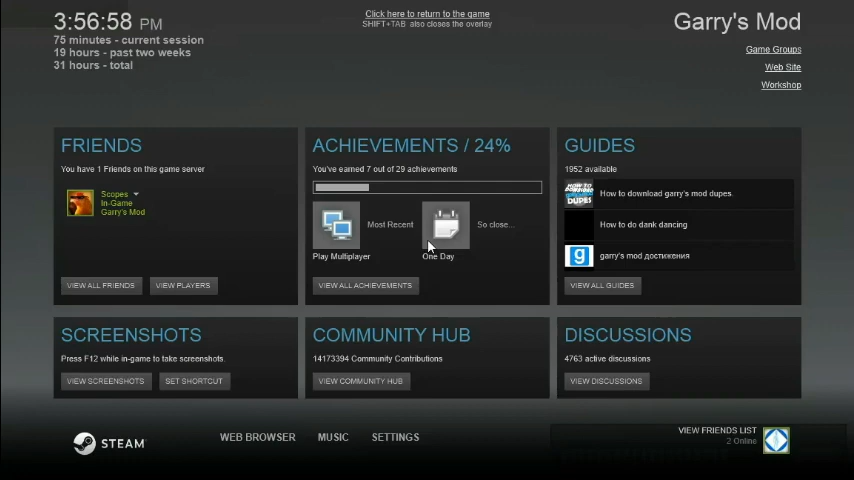 3:56:58 PM
75 minutes - current session
19 hours - past two weeks
31 hours - total
Click here to return to the game
SHIFT+TAB also closes the overlay
Garry's Mod
Game Groups
Web Site
Workshop
FRIENDS
You have 1 Friends on this game server
Scopes
In-Game
Garry's Mod
VIEW ALL FRIENDS
VIEW PLAYERS
ACHIEVEMENTS / 24%
You've earned 7 out of 29 achievements
Most Recent
So close...
Play Multiplayer
One Day
VIEW ALL ACHIEVEMENTS
GUIDES
1952 available
HOW TO DOWNLOAD DUPES
How to download garry's mod dupes.
How to do dank dancing
g
garry's mod достижения
VIEW ALL GUIDES
SCREENSHOTS
Press F12 while in-game to take screenshots.
VIEW SCREENSHOTS
SET SHORTCUT
COMMUNITY HUB
14173394 Community Contributions
VIEW COMMUNITY HUB
DISCUSSIONS
4763 active discussions
VIEW DISCUSSIONS
STEAM
WEB BROWSER
MUSIC
SETTINGS
VIEW FRIENDS LIST
2 Online